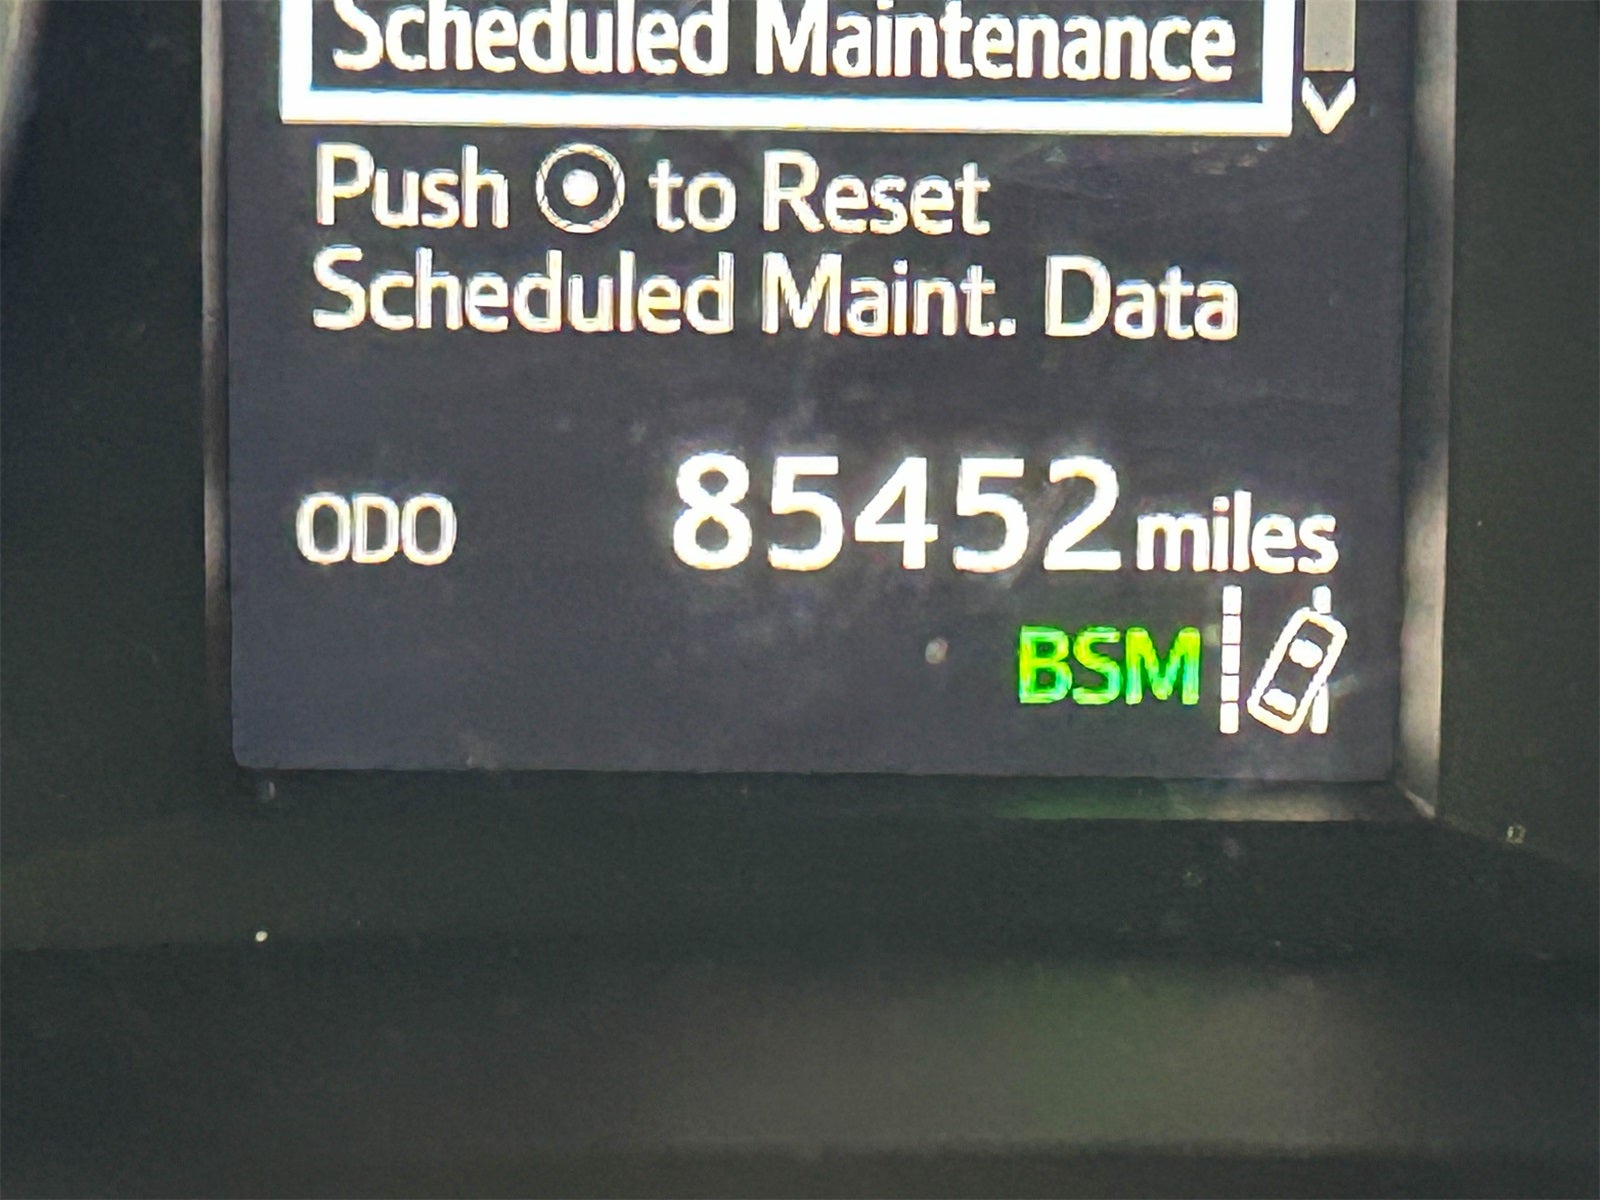 Scheduled Maintenance
Push to Reset
Scheduled Maint. Data
ODO 85452 miles
BSM